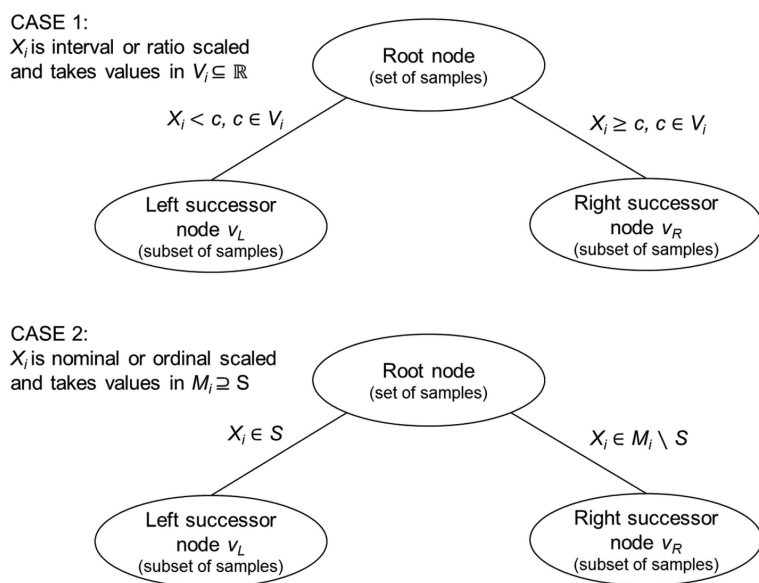 CASE 1:
Xᵢ is interval or ratio scaled
and takes values in Vᵢ ⊆ ℝ
Root node
(set of samples)
Xᵢ < c, c ∈ Vᵢ
Xᵢ ≥ c, c ∈ Vᵢ
Left successor
node v_L
(subset of samples)
Right successor
node v_R
(subset of samples)
CASE 2:
Xᵢ is nominal or ordinal scaled
and takes values in Mᵢ ⊇ S
Root node
(set of samples)
Xᵢ ∈ S
Xᵢ ∈ Mᵢ \ S
Left successor
node v_L
(subset of samples)
Right successor
node v_R
(subset of samples)